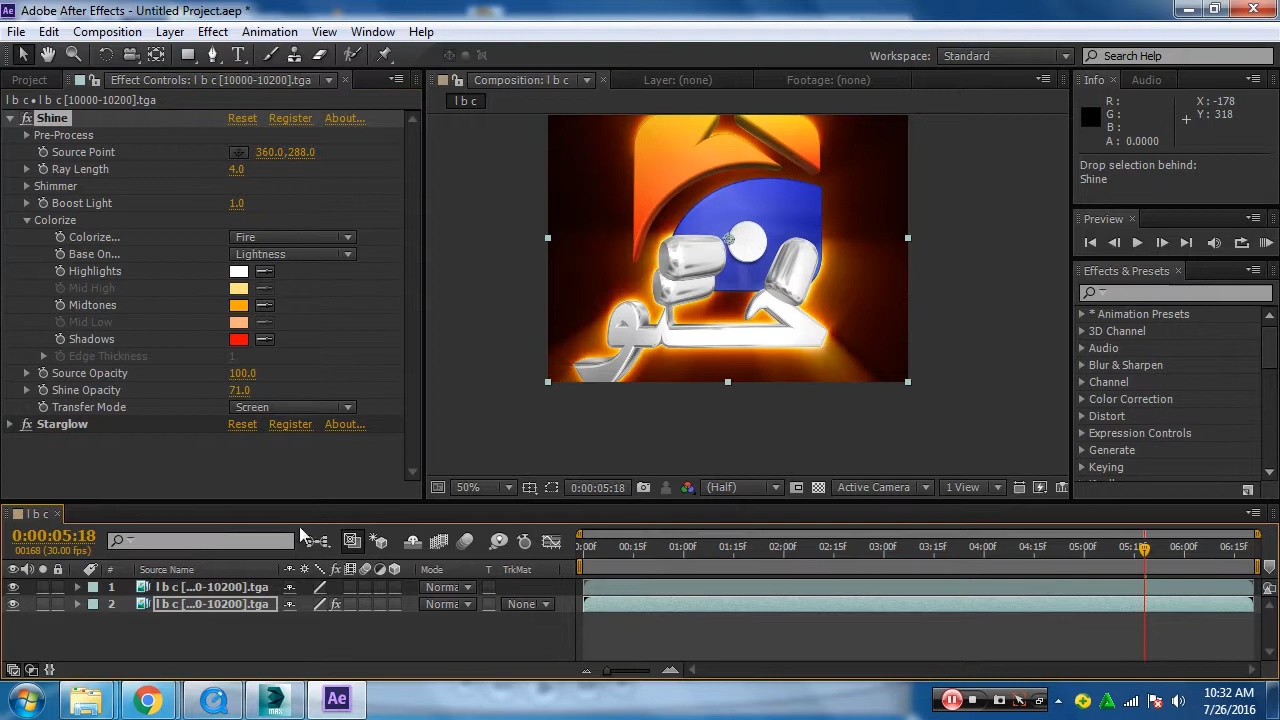 Adobe After Effects - Untitled Project.aep *
File Edit Composition Layer Effect Animation View Window Help
Workspace: Standard Search Help
Project Effect Controls: l b c [10000-10200].tga Composition: l b c Layer: (none) Footage: (none) Info Audio
l b c • l b c [10000-10200].tga
l b c
R: X: -178
G: Y: 318
B:
A: 0.0000
Drop selection behind:
Shine
fx Shine Reset Register About...
Pre-Process
Source Point 360.0,288.0
Ray Length 4.0
Shimmer
Boost Light 1.0
Colorize
Colorize... Fire
Base On... Lightness
Highlights
Mid High
Midtones
Mid Low
Shadows
Edge Thickness 1
Source Opacity 100.0
Shine Opacity 71.0
Transfer Mode Screen
fx Starglow Reset Register About...
Preview
Effects & Presets
* Animation Presets
3D Channel
Audio
Blur & Sharpen
Channel
Color Correction
Distort
Expression Controls
Generate
Keying
50% 0:00:05:18 (Half) Active Camera 1 View
l b c
0:00:05:18
00168 (30.00 fps)
:00f 00:15f 01:00f 01:15f 02:00f 02:15f 03:00f 03:15f 04:00f 04:15f 05:00f 06:00f 06:15f
# Source Name Mode T TrkMat
1 l b c [...0-10200].tga Norma
2 l b c [...0-10200].tga fx Norma None
MAX Ae
10:32 AM
7/26/2016